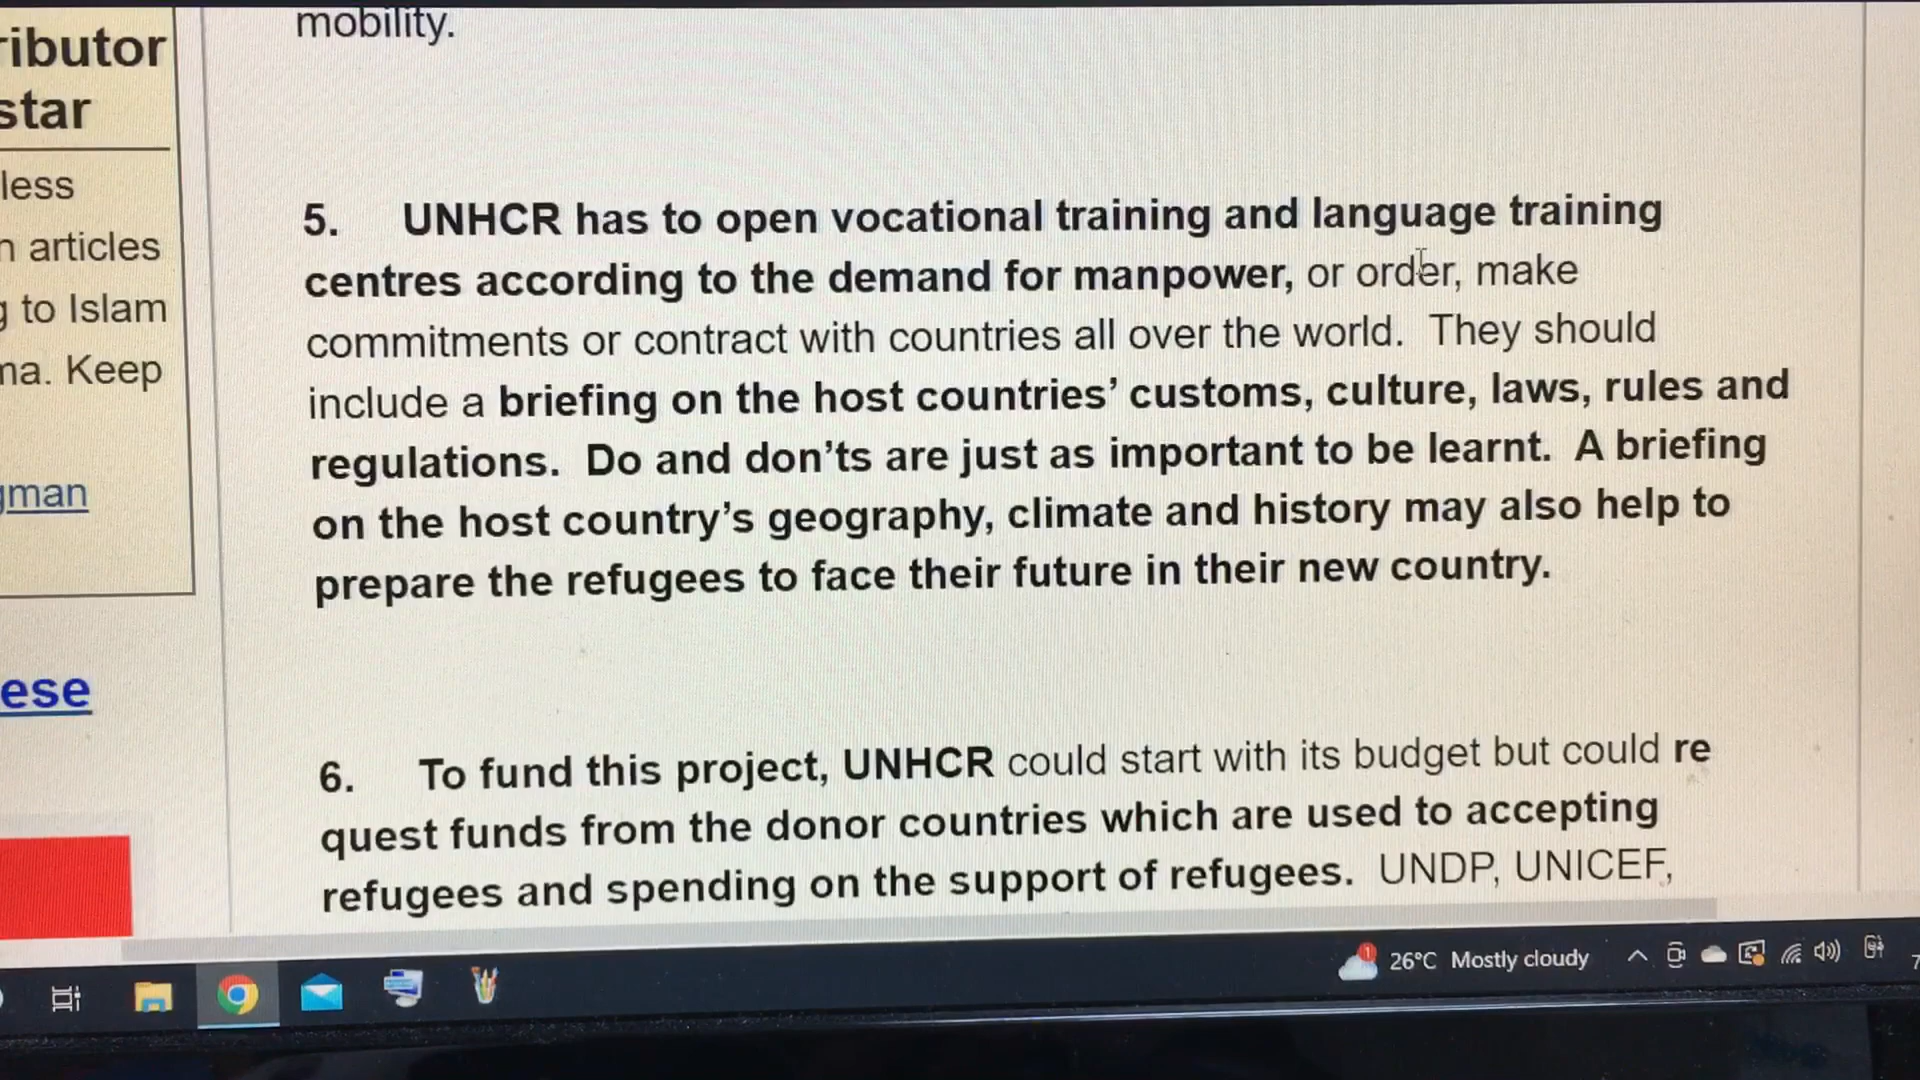 mobility.
ributor
star
less
n articles
g to Islam
ma. Keep
gman
ese
5. UNHCR has to open vocational training and language training
centres according to the demand for manpower, or order, make
commitments or contract with countries all over the world. They should
include a briefing on the host countries’ customs, culture, laws, rules and
regulations. Do and don’ts are just as important to be learnt. A briefing
on the host country’s geography, climate and history may also help to
prepare the refugees to face their future in their new country.
6. To fund this project, UNHCR could start with its budget but could re
quest funds from the donor countries which are used to accepting
refugees and spending on the support of refugees. UNDP, UNICEF,
1
26°C Mostly cloudy
7